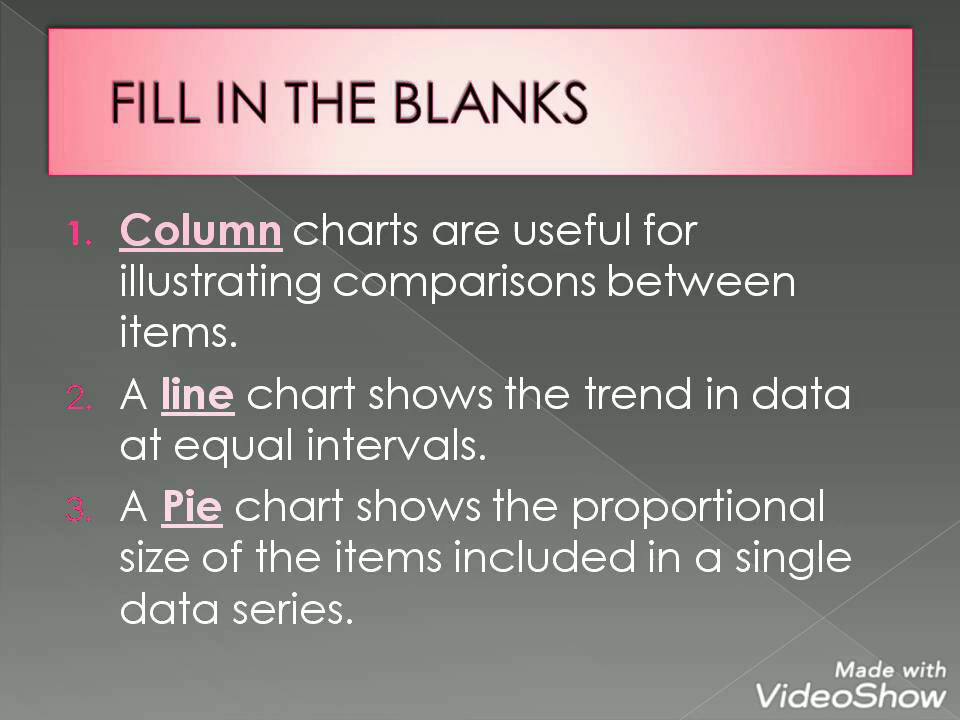 FILL IN THE BLANKS
1. Column charts are useful for
illustrating comparisons between
items.
2. A line chart shows the trend in data
at equal intervals.
3. A Pie chart shows the proportional
size of the items included in a single
data series.
Made with
VideoShow